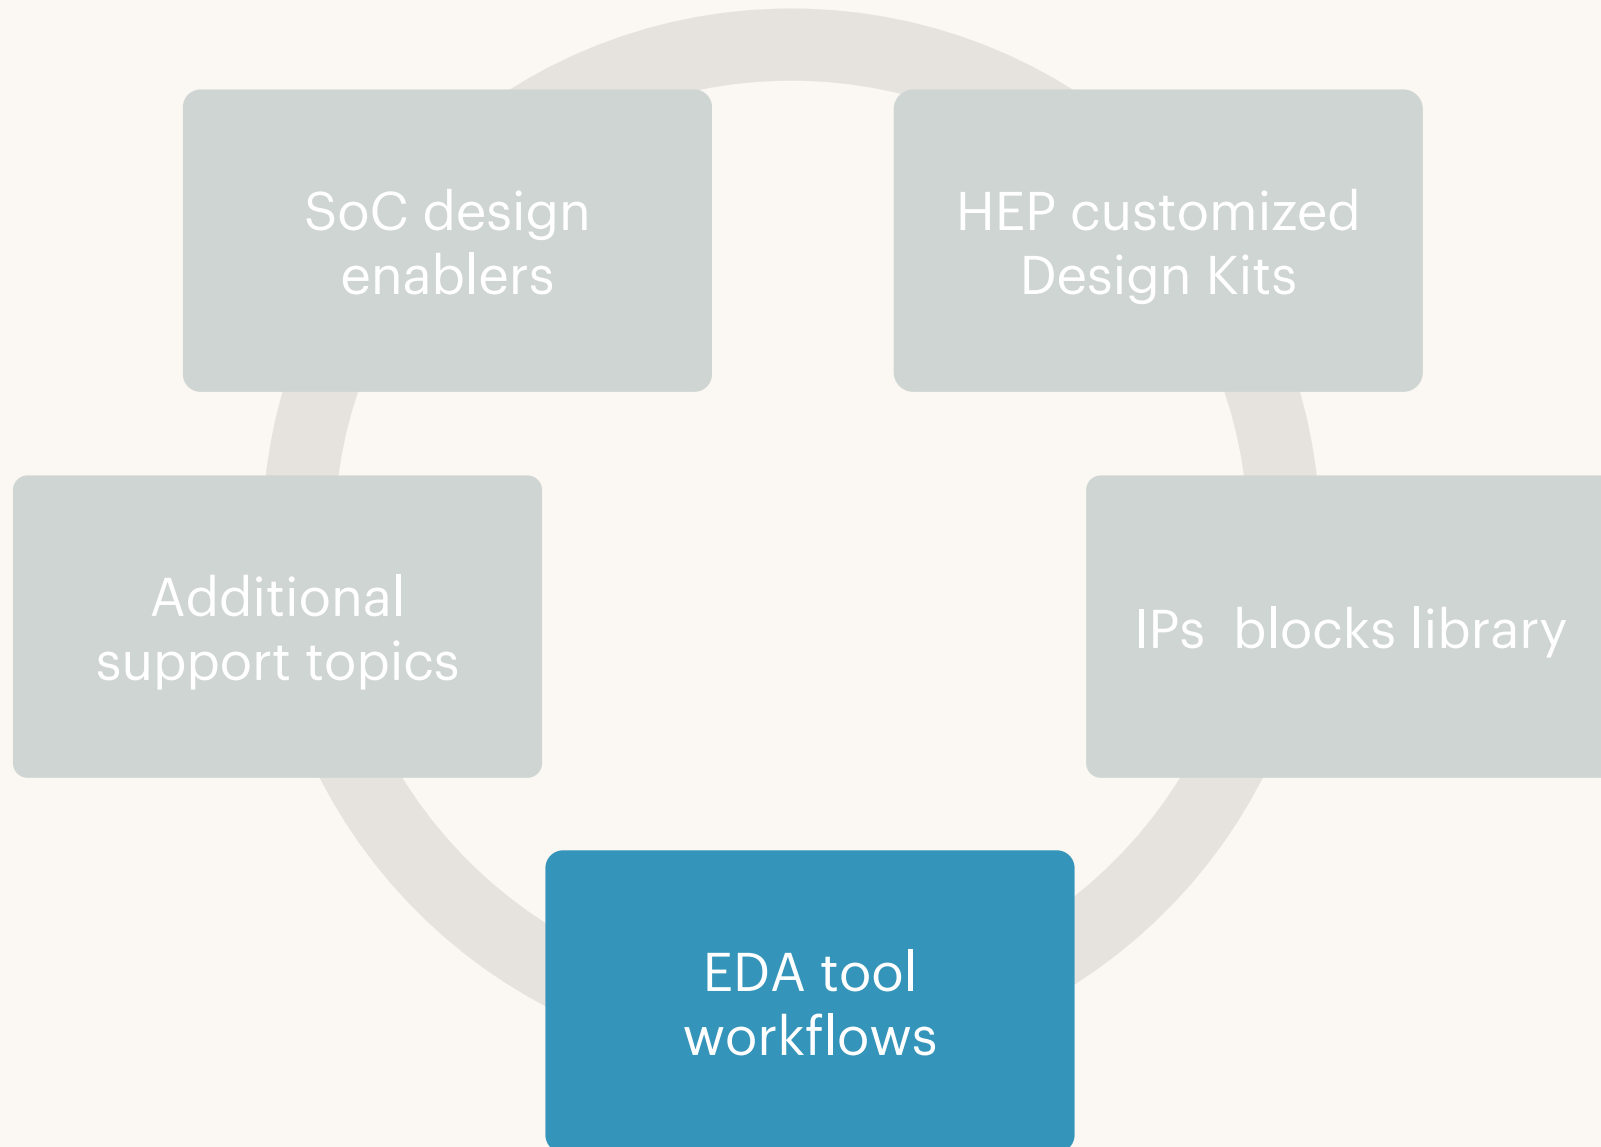 SoC design
enablers
HEP customized
Design Kits
Additional
support topics
IPs  blocks library
EDA tool
workflows